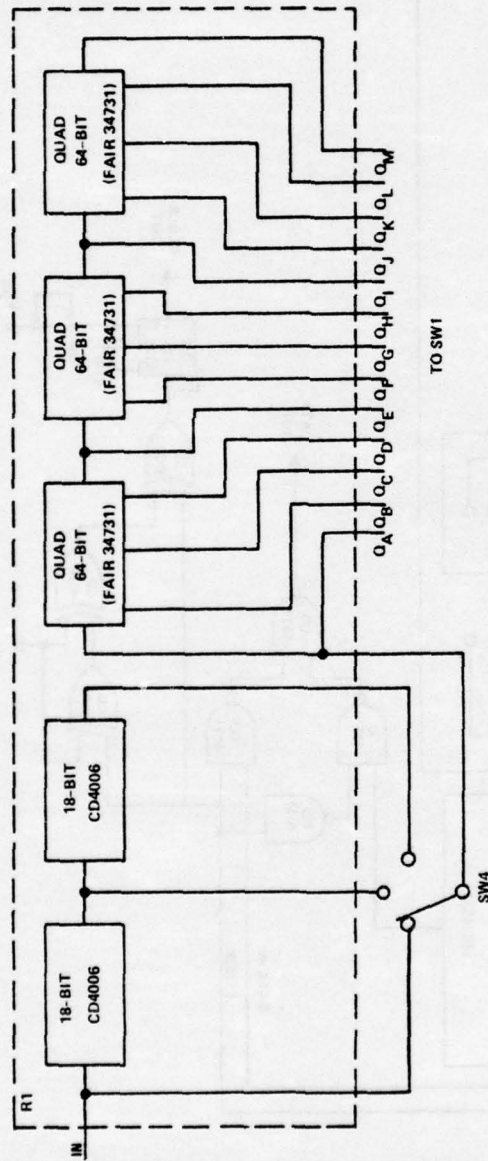 R1
IN
18-BIT
CD4006
18-BIT
CD4006
QUAD
64-BIT
(FAIR 34731)
QUAD
64-BIT
(FAIR 34731)
QUAD
64-BIT
(FAIR 34731)
QA QB QC QD QE QF QG QH QI QJ QK QL QM
TO SW1
SW4